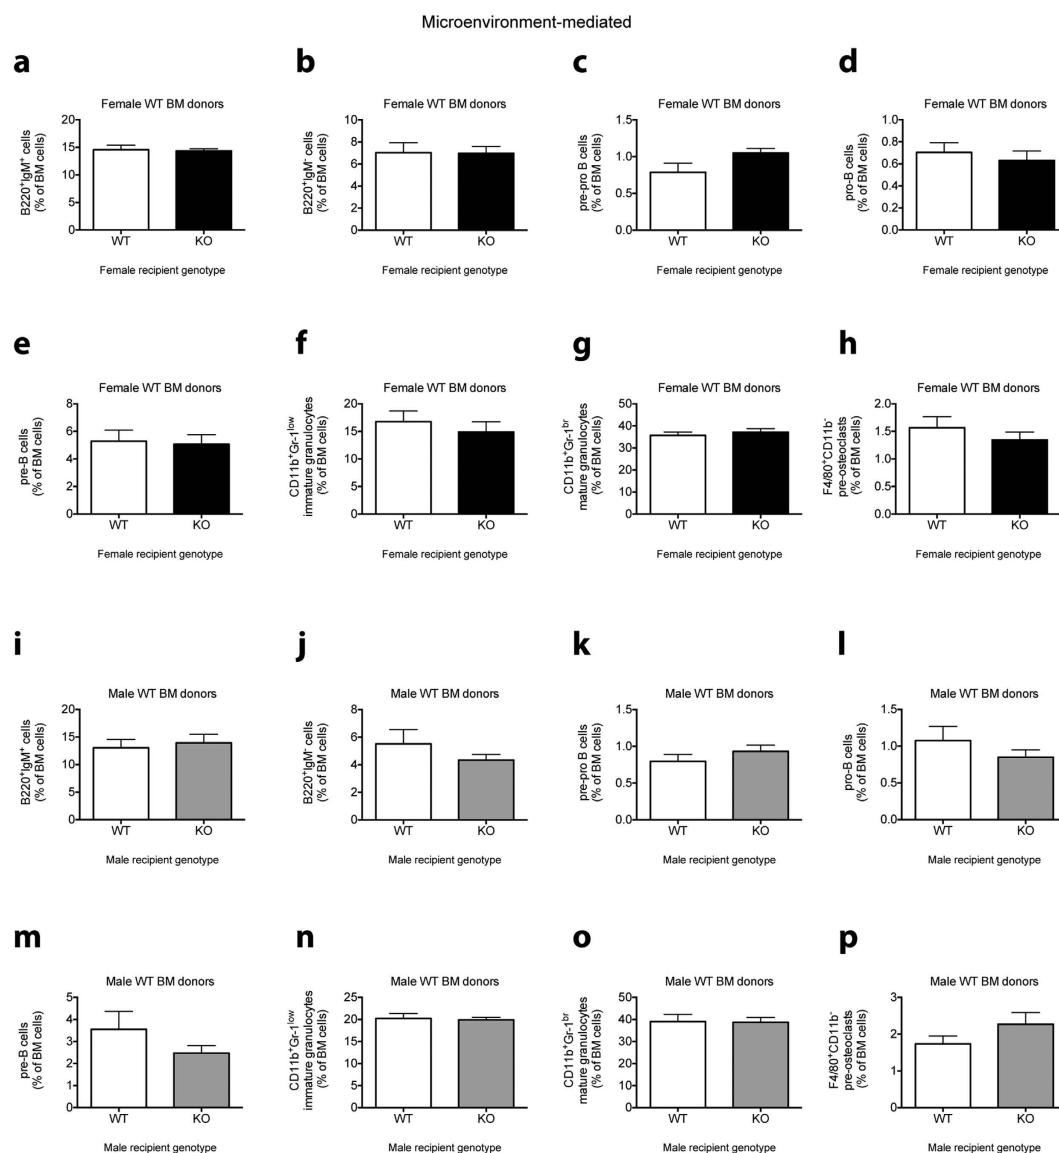 Microenvironment-mediated
a
Female WT BM donors
B220⁺IgM⁺ cells
(% of BM cells)
20
15
10
5
0
WT KO
Female recipient genotype
b
Female WT BM donors
B220⁺IgM⁻ cells
(% of BM cells)
10
8
6
4
2
0
WT KO
Female recipient genotype
c
Female WT BM donors
pre-pro B cells
(% of BM cells)
1.5
1.0
0.5
0.0
WT KO
Female recipient genotype
d
Female WT BM donors
pro-B cells
(% of BM cells)
1.0
0.8
0.6
0.4
0.2
0.0
WT KO
Female recipient genotype
e
Female WT BM donors
pre-B cells
(% of BM cells)
8
6
4
2
0
WT KO
Female recipient genotype
f
Female WT BM donors
CD11b⁺Gr-1ˡᵒʷ
immature granulocytes
(% of BM cells)
20
15
10
5
0
WT KO
Female recipient genotype
g
Female WT BM donors
CD11b⁺Gr-1ᵇʳ
mature granulocytes
(% of BM cells)
50
40
30
20
10
0
WT KO
Female recipient genotype
h
Female WT BM donors
F4/80⁺CD11b⁻
pre-osteoclasts
(% of BM cells)
2.0
1.5
1.0
0.5
0.0
WT KO
Female recipient genotype
i
Male WT BM donors
B220⁺IgM⁺ cells
(% of BM cells)
20
15
10
5
0
WT KO
Male recipient genotype
j
Male WT BM donors
B220⁺IgM⁻ cells
(% of BM cells)
8
6
4
2
0
WT KO
Male recipient genotype
k
Male WT BM donors
pre-pro B cells
(% of BM cells)
1.5
1.0
0.5
0.0
WT KO
Male recipient genotype
l
Male WT BM donors
pro-B cells
(% of BM cells)
1.5
1.0
0.5
0.0
WT KO
Male recipient genotype
m
Male WT BM donors
pre-B cells
(% of BM cells)
5
4
3
2
1
0
WT KO
Male recipient genotype
n
Male WT BM donors
CD11b⁺Gr-1ˡᵒʷ
immature granulocytes
(% of BM cells)
25
20
15
10
5
0
WT KO
Male recipient genotype
o
Male WT BM donors
CD11b⁺Gr-1ᵇʳ
mature granulocytes
(% of BM cells)
50
40
30
20
10
0
WT KO
Male recipient genotype
p
Male WT BM donors
F4/80⁺CD11b⁻
pre-osteoclasts
(% of BM cells)
3
2
1
0
WT KO
Male recipient genotype